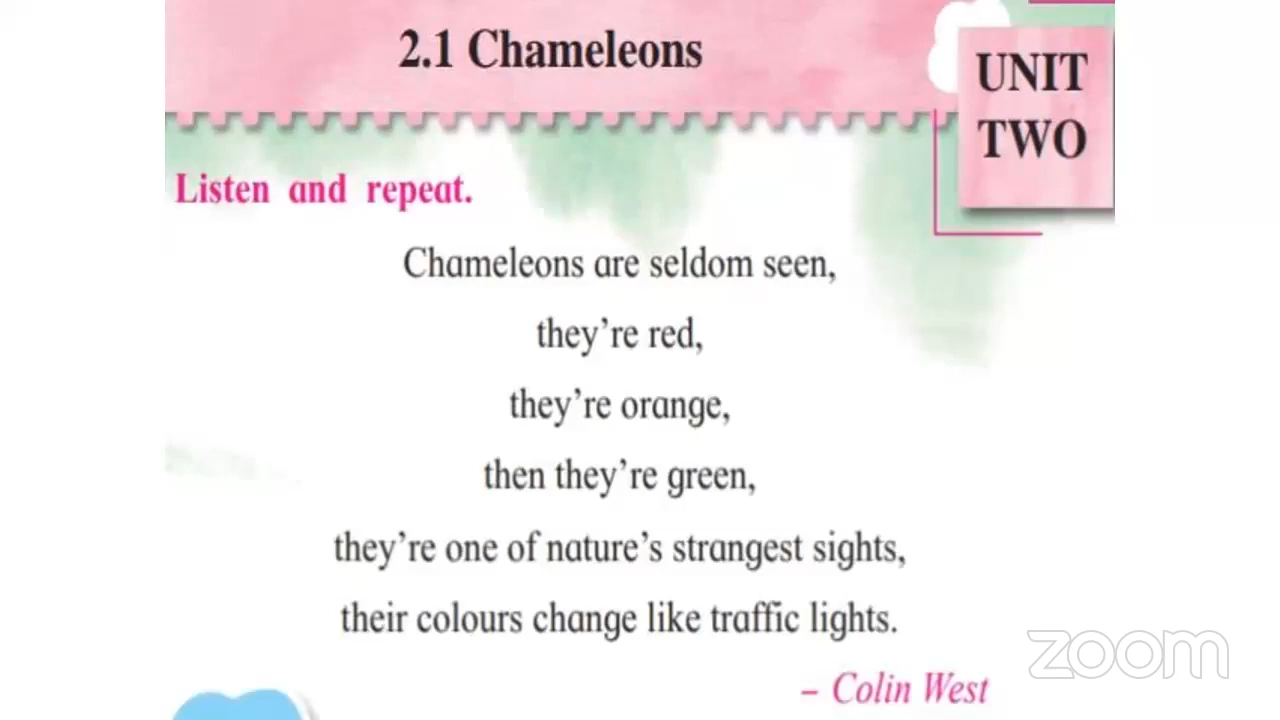 2.1 Chameleons
UNIT
TWO
Listen and repeat.
Chameleons are seldom seen,
they’re red,
they’re orange,
then they’re green,
they’re one of nature’s strangest sights,
their colours change like traffic lights.
– Colin West
zoom